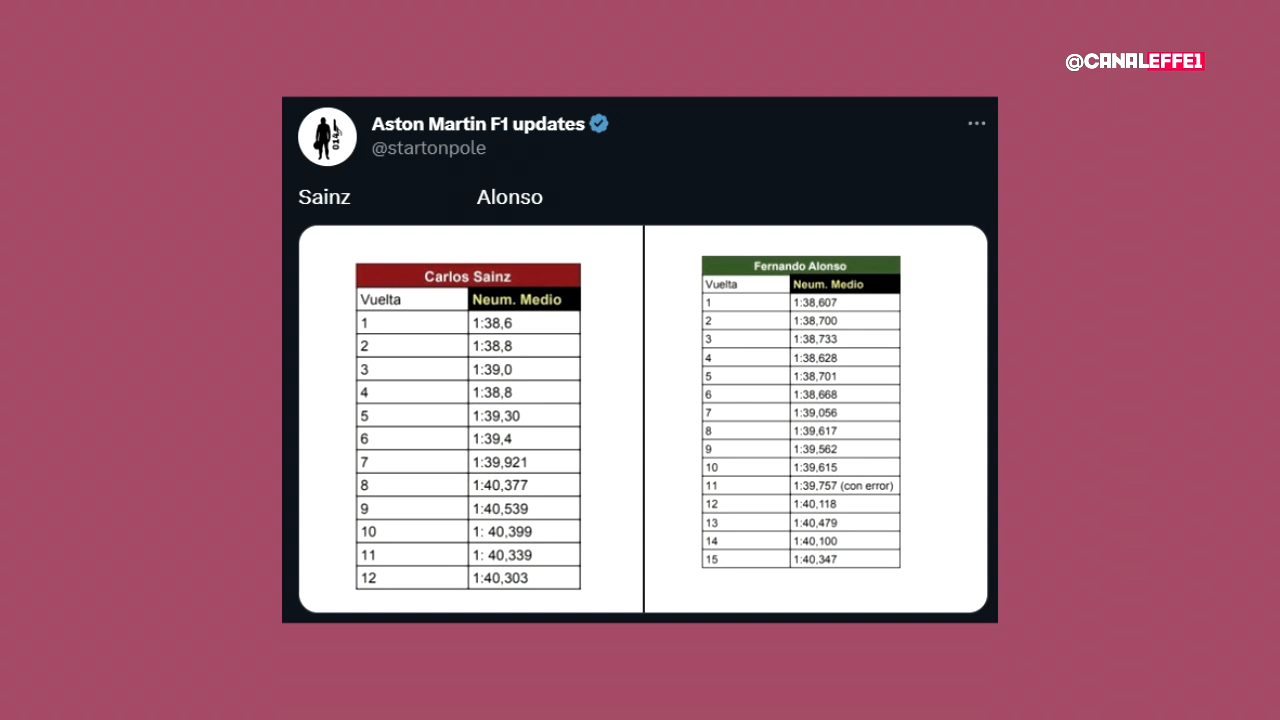 @CANALEFFE1
Aston Martin F1 updates
@startonpole
Sainz Alonso
Carlos Sainz
Vuelta Neum. Medio
1 1:38,6
2 1:38,8
3 1:39,0
4 1:38,8
5 1:39,30
6 1:39,4
7 1:39,921
8 1:40,377
9 1:40,539
10 1: 40,399
11 1: 40,339
12 1:40,303
Fernando Alonso
Vuelta Neum. Medio
1 1:38,607
2 1:38,700
3 1:38,733
4 1:38,628
5 1:38,701
6 1:38,668
7 1:39,056
8 1:39,617
9 1:39,562
10 1:39,615
11 1:39,757 (con error)
12 1:40,118
13 1:40,479
14 1:40,100
15 1:40,347